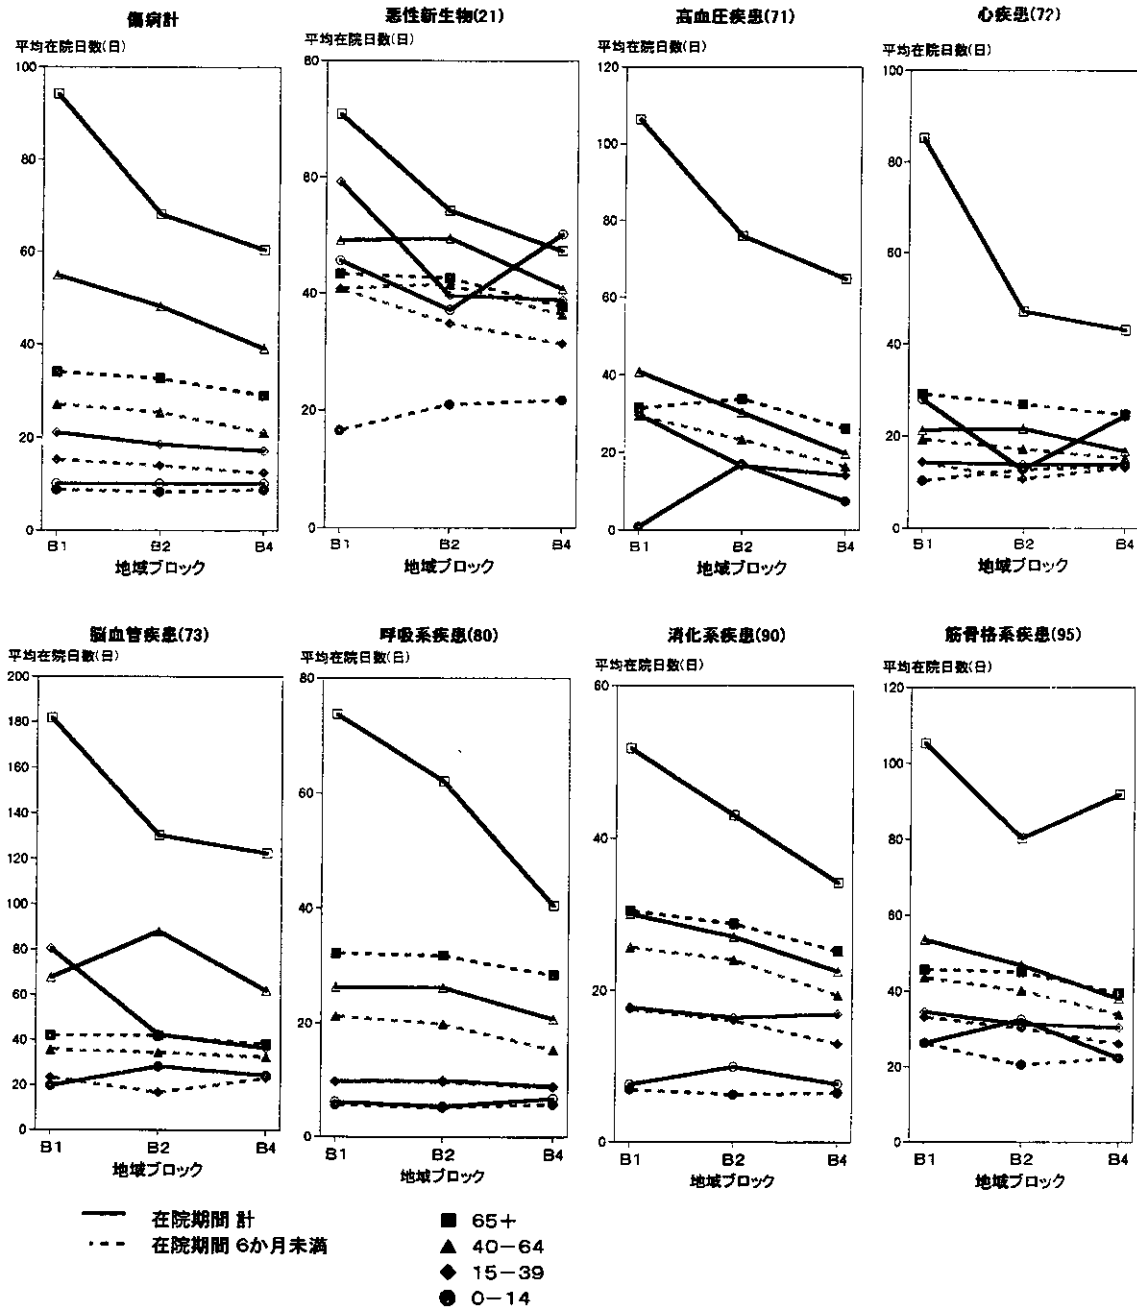 傷病計
平均在院日数(日)
100
80
60
40
20
0
B1
B2
B4
地域ブロック
悪性新生物(21)
平均在院日数(日)
80
60
40
20
0
B1
B2
B4
地域ブロック
高血圧疾患(71)
平均在院日数(日)
120
100
80
60
40
20
0
B1
B2
B4
地域ブロック
心疾患(72)
平均在院日数(日)
100
80
60
40
20
0
B1
B2
B4
地域ブロック
脳血管疾患(73)
平均在院日数(日)
200
180
160
140
120
100
80
60
40
20
0
B1
B2
B4
地域ブロック
呼吸系疾患(80)
平均在院日数(日)
80
60
40
20
0
B1
B2
B4
地域ブロック
消化系疾患(90)
平均在院日数(日)
60
40
20
0
B1
B2
B4
地域ブロック
筋骨格系疾患(95)
平均在院日数(日)
120
100
80
60
40
20
0
B1
B2
B4
地域ブロック
在院期間 計
在院期間 6か月未満
65+
40-64
15-39
0-14